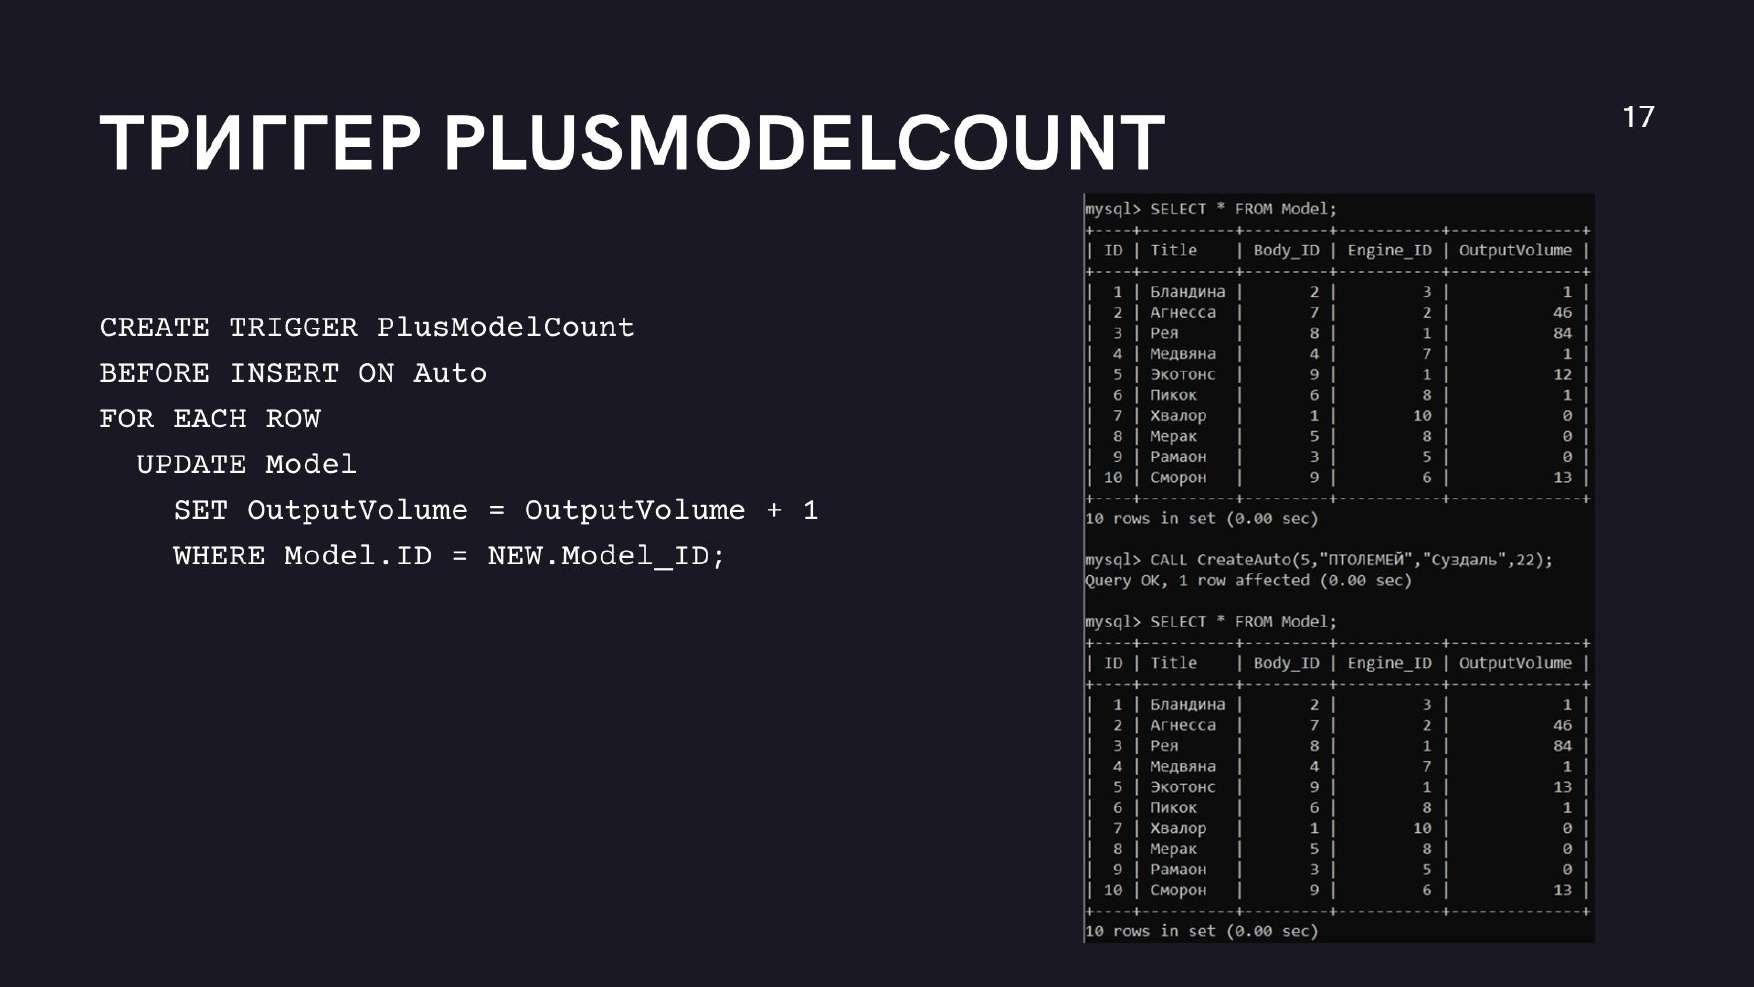 ТРИГГЕР PLUSMODELCOUNT
17
CREATE TRIGGER PlusModelCount
BEFORE INSERT ON Auto
FOR EACH ROW
  UPDATE Model
    SET OutputVolume = OutputVolume + 1
    WHERE Model.ID = NEW.Model_ID;
mysql> SELECT * FROM Model;
+----+----------+---------+-----------+--------------+
| ID | Title    | Body_ID | Engine_ID | OutputVolume |
+----+----------+---------+-----------+--------------+
|  1 | Бландина |       2 |         3 |            1 |
|  2 | Агнесса  |       7 |         2 |           46 |
|  3 | Рея      |       8 |         1 |           84 |
|  4 | Медвяна  |       4 |         7 |            1 |
|  5 | Экотонс  |       9 |         1 |           12 |
|  6 | Пикок    |       6 |         8 |            1 |
|  7 | Хвалор   |       1 |        10 |            0 |
|  8 | Мерак    |       5 |         8 |            0 |
|  9 | Рамаон   |       3 |         5 |            0 |
| 10 | Сморон   |       9 |         6 |           13 |
+----+----------+---------+-----------+--------------+
10 rows in set (0.00 sec)
mysql> CALL CreateAuto(5,"ПТОЛЕМЕЙ","Суздаль",22);
Query OK, 1 row affected (0.00 sec)
mysql> SELECT * FROM Model;
+----+----------+---------+-----------+--------------+
| ID | Title    | Body_ID | Engine_ID | OutputVolume |
+----+----------+---------+-----------+--------------+
|  1 | Бландина |       2 |         3 |            1 |
|  2 | Агнесса  |       7 |         2 |           46 |
|  3 | Рея      |       8 |         1 |           84 |
|  4 | Медвяна  |       4 |         7 |            1 |
|  5 | Экотонс  |       9 |         1 |           13 |
|  6 | Пикок    |       6 |         8 |            1 |
|  7 | Хвалор   |       1 |        10 |            0 |
|  8 | Мерак    |       5 |         8 |            0 |
|  9 | Рамаон   |       3 |         5 |            0 |
| 10 | Сморон   |       9 |         6 |           13 |
+----+----------+---------+-----------+--------------+
10 rows in set (0.00 sec)